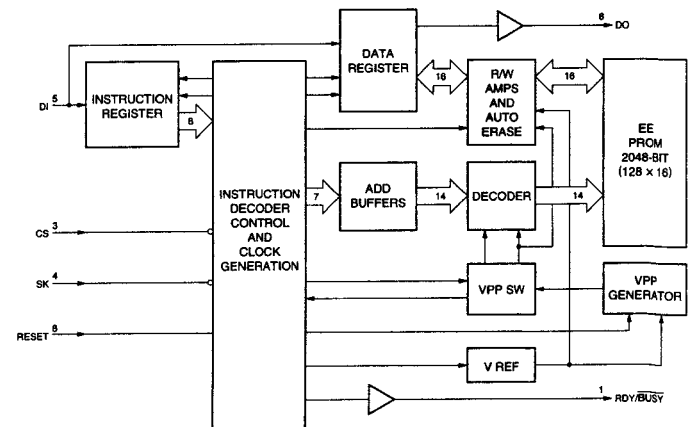 6
DO
DATA
REGISTER
5
DI
INSTRUCTION
REGISTER
8
16
R/W
AMPS
AND
AUTO
ERASE
16
EE
PROM
2048-BIT
(128 × 16)
INSTRUCTION
DECODER
CONTROL
AND
CLOCK
GENERATION
7
ADD
BUFFERS
14
DECODER
14
3
CS
4
SK
VPP SW
VPP
GENERATOR
8
RESET
V REF
1
RDY/BUSY